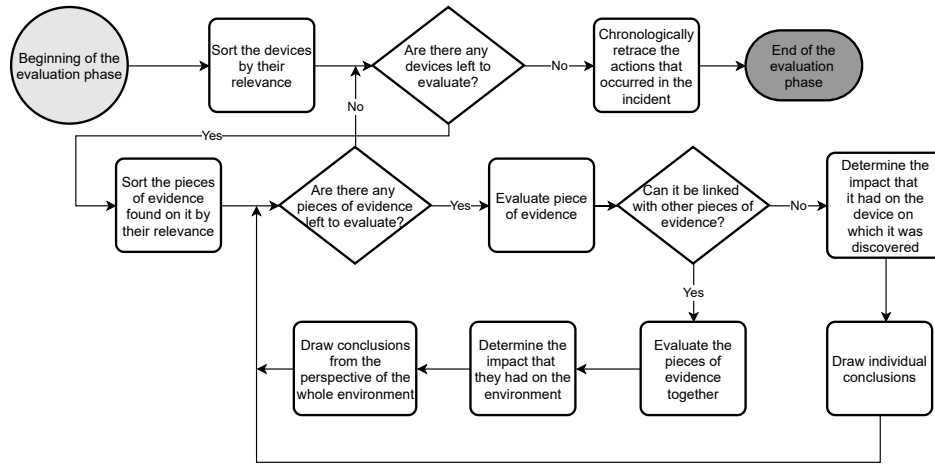 Beginning of the
evaluation phase
Sort the devices
by their
relevance
Are there any
devices left to
evaluate?
No
Chronologically
retrace the
actions that
occurred in the
incident
End of the
evaluation
phase
No
Yes
Sort the pieces
of evidence
found on it by
their relevance
Are there any
pieces of evidence
left to evaluate?
Yes
Evaluate piece
of evidence
Can it be linked
with other pieces of
evidence?
No
Determine the
impact that
it had on the
device on
which it was
discovered
Yes
Draw conclusions
from the
perspective of the
whole environment
Determine the
impact that
they had on the
environment
Evaluate the
pieces of
evidence
together
Draw individual
conclusions